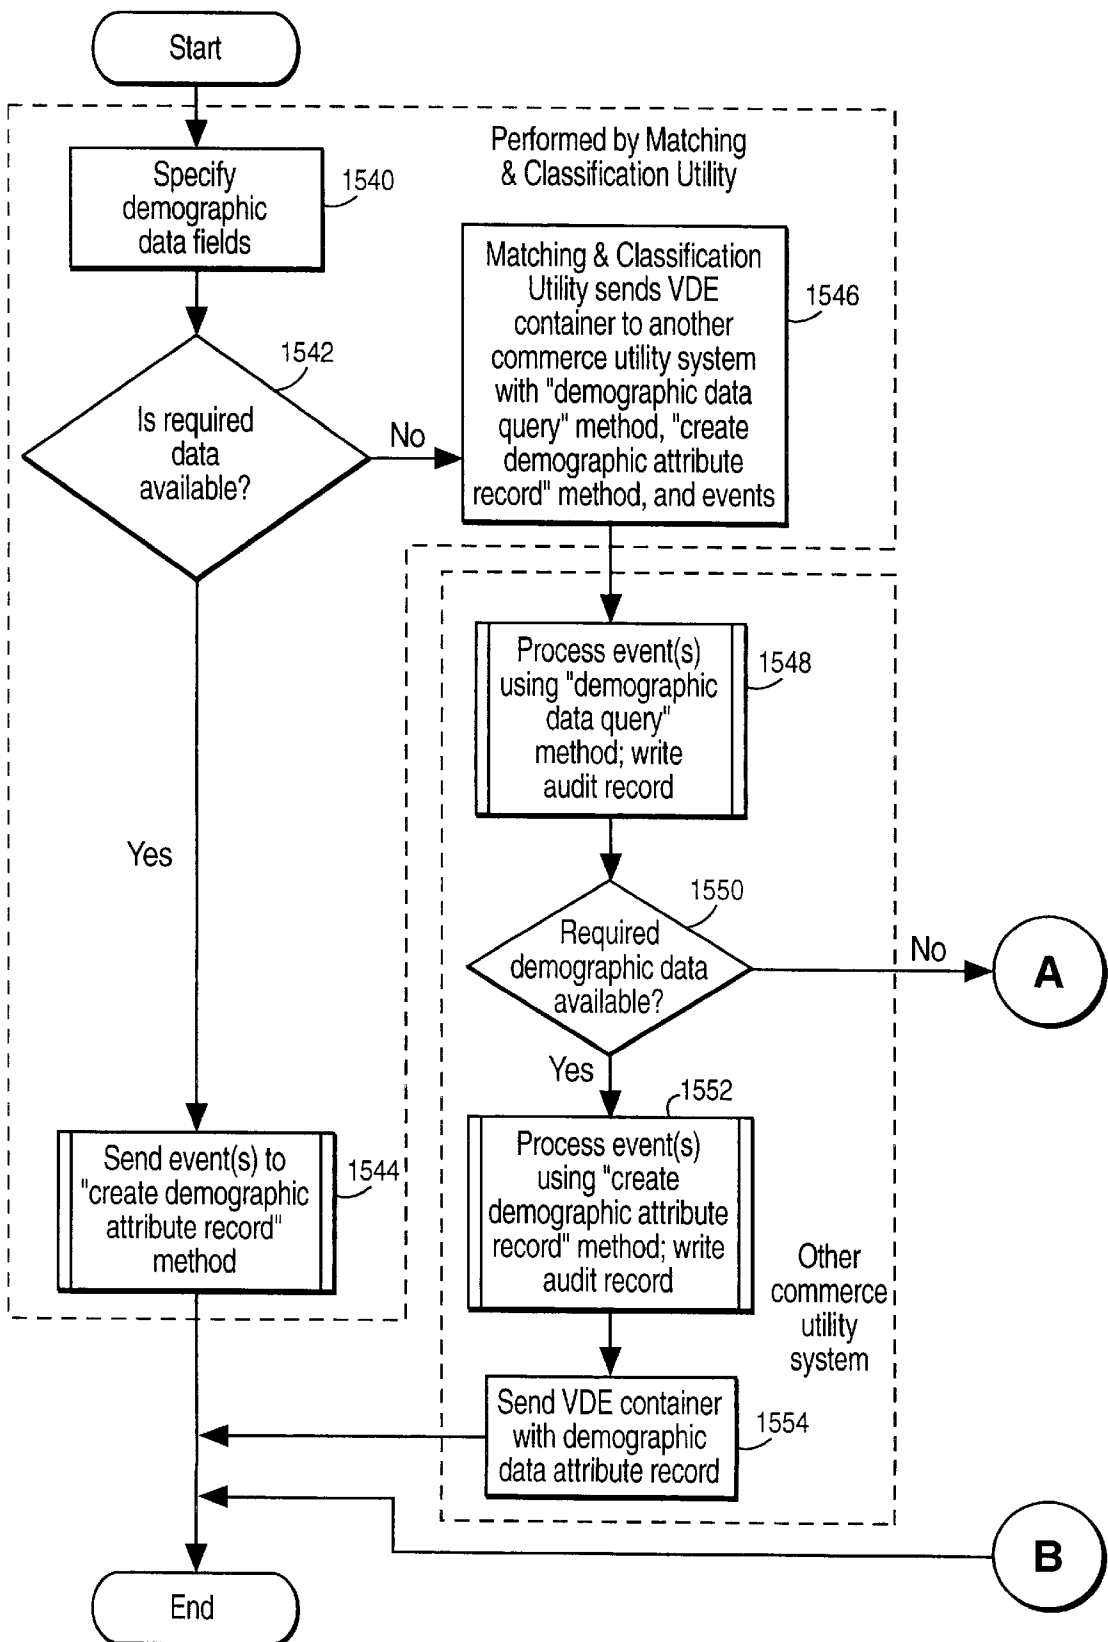 Start
Performed by Matching
& Classification Utility
Specify
demographic
data fields
1540
Matching & Classification
Utility sends VDE
container to another
commerce utility system
with "demographic data
query" method, "create
demographic attribute
record" method, and events
1546
1542
Is required
data
available?
No
Process event(s)
using "demographic
data query"
method; write
audit record
1548
Yes
1550
Required
demographic data
available?
No
A
Yes
1552
Process event(s)
using "create
demographic attribute
record" method; write
audit record
Send event(s) to
"create demographic
attribute record"
method
1544
Other
commerce
utility
system
Send VDE container
with demographic
data attribute record
1554
B
End